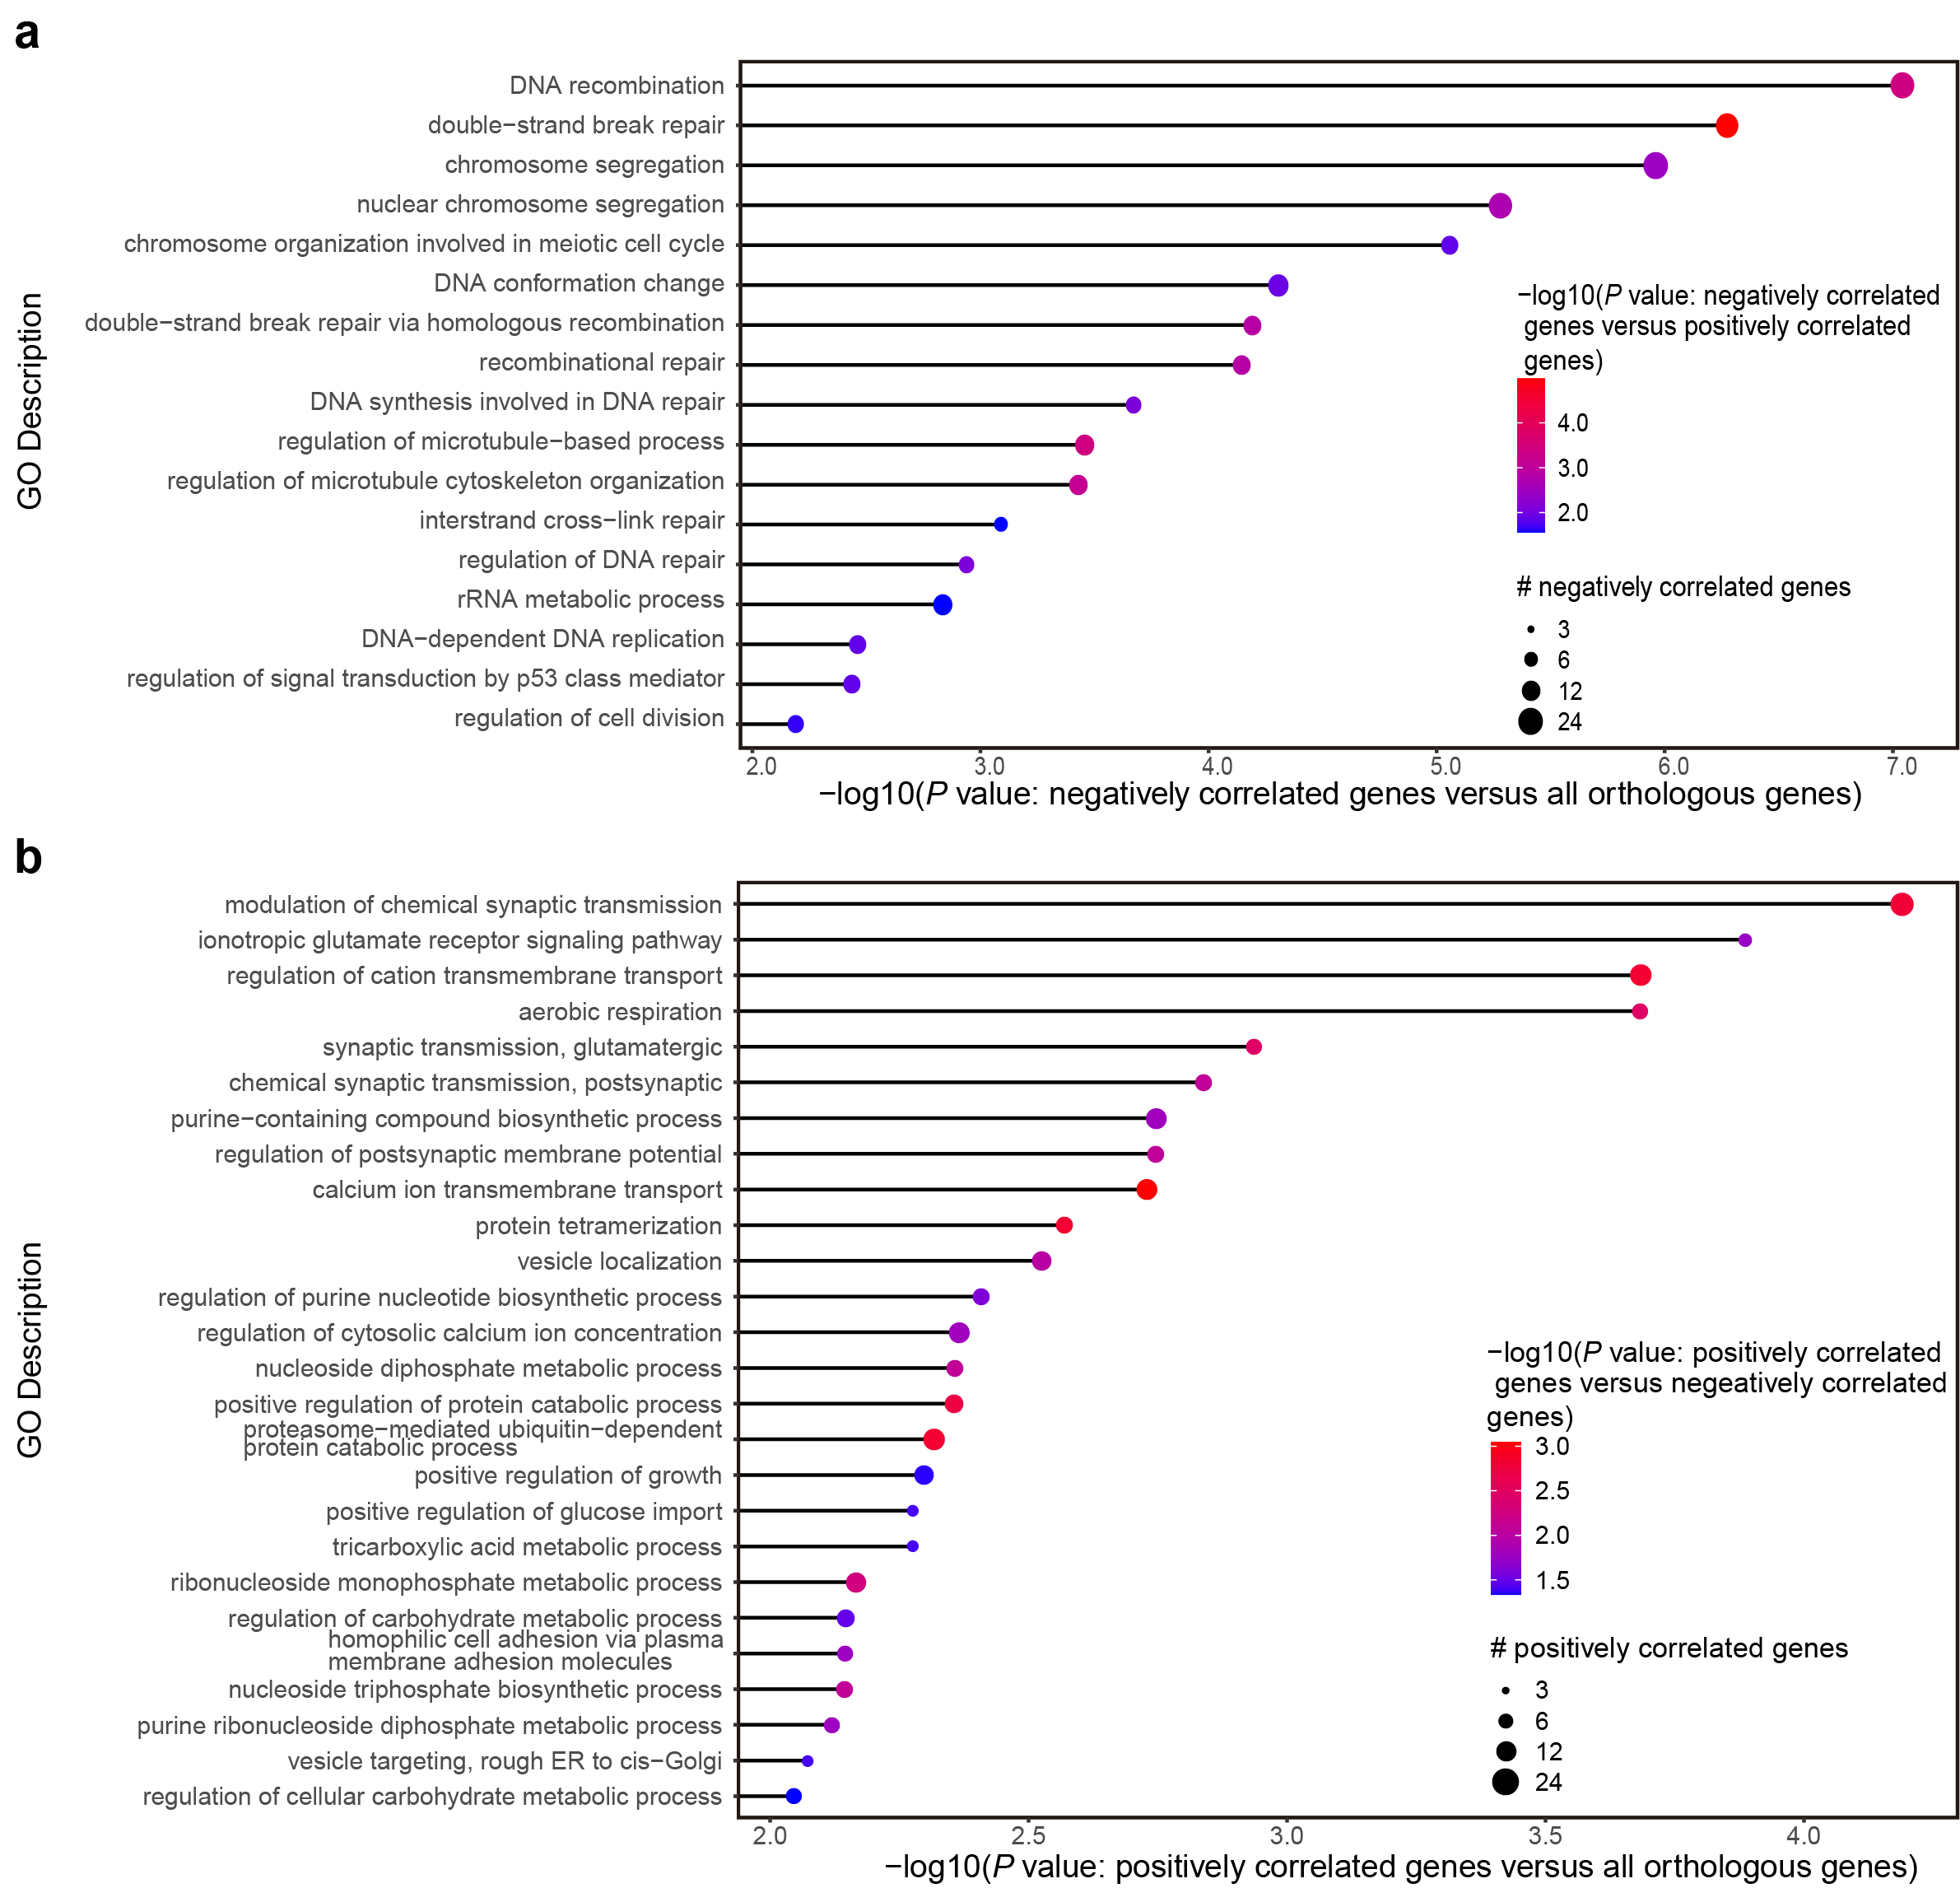 a
GO Description
DNA recombination
double−strand break repair
chromosome segregation
nuclear chromosome segregation
chromosome organization involved in meiotic cell cycle
DNA conformation change
double−strand break repair via homologous recombination
recombinational repair
DNA synthesis involved in DNA repair
regulation of microtubule−based process
regulation of microtubule cytoskeleton organization
interstrand cross−link repair
regulation of DNA repair
rRNA metabolic process
DNA−dependent DNA replication
regulation of signal transduction by p53 class mediator
regulation of cell division
−log10(P value: negatively correlated
genes versus positively correlated
genes)
4.0
3.0
2.0
# negatively correlated genes
3
6
12
24
2.0 3.0 4.0 5.0 6.0 7.0
−log10(P value: negatively correlated genes versus all orthologous genes)
b
GO Description
modulation of chemical synaptic transmission
ionotropic glutamate receptor signaling pathway
regulation of cation transmembrane transport
aerobic respiration
synaptic transmission, glutamatergic
chemical synaptic transmission, postsynaptic
purine−containing compound biosynthetic process
regulation of postsynaptic membrane potential
calcium ion transmembrane transport
protein tetramerization
vesicle localization
regulation of purine nucleotide biosynthetic process
regulation of cytosolic calcium ion concentration
nucleoside diphosphate metabolic process
positive regulation of protein catabolic process
proteasome−mediated ubiquitin−dependent
protein catabolic process
positive regulation of growth
positive regulation of glucose import
tricarboxylic acid metabolic process
ribonucleoside monophosphate metabolic process
regulation of carbohydrate metabolic process
homophilic cell adhesion via plasma
membrane adhesion molecules
nucleoside triphosphate biosynthetic process
purine ribonucleoside diphosphate metabolic process
vesicle targeting, rough ER to cis−Golgi
regulation of cellular carbohydrate metabolic process
−log10(P value: positively correlated
genes versus negeatively correlated
genes)
3.0
2.5
2.0
1.5
# positively correlated genes
3
6
12
24
2.0 2.5 3.0 3.5 4.0
−log10(P value: positively correlated genes versus all orthologous genes)